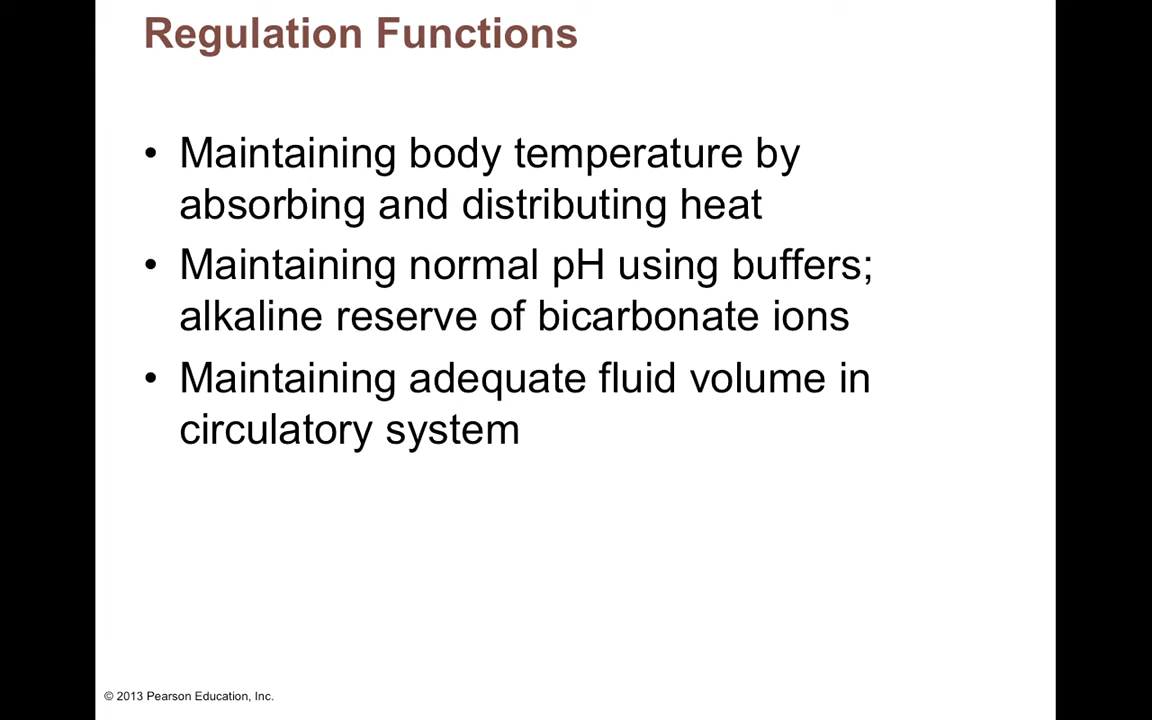 Regulation Functions
• Maintaining body temperature by
absorbing and distributing heat
• Maintaining normal pH using buffers;
alkaline reserve of bicarbonate ions
• Maintaining adequate fluid volume in
circulatory system
© 2013 Pearson Education, Inc.